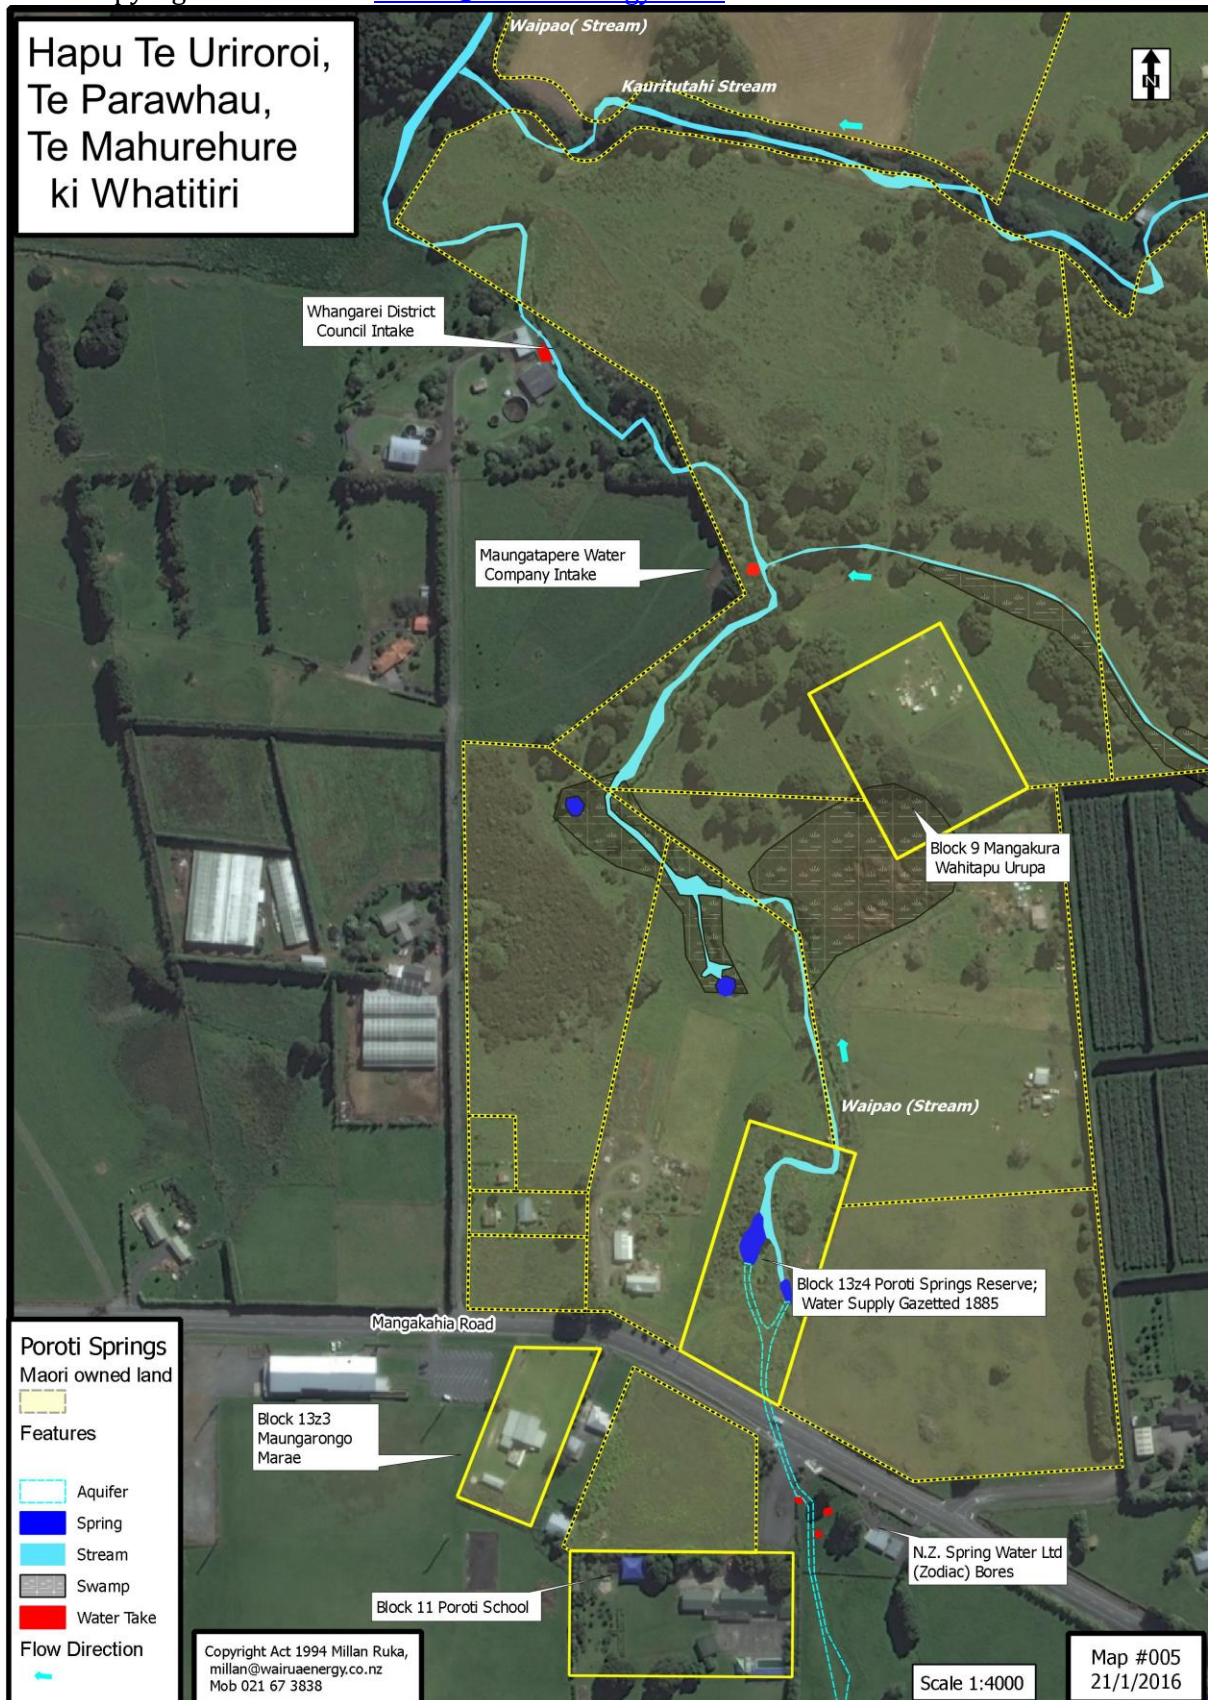 Hapu Te Uriroroi,
Te Parawhau,
Te Mahurehure
ki Whatitiri
Waipao( Stream)
Kauritutahi Stream
N
Whangarei District
Council Intake
Maungatapere Water
Company Intake
Block 9 Mangakura
Wahitapu Urupa
Waipao (Stream)
Block 13z4 Poroti Springs Reserve;
Water Supply Gazetted 1885
Mangakahia Road
Block 13z3
Maungarongo
Marae
N.Z. Spring Water Ltd
(Zodiac) Bores
Block 11 Poroti School
Poroti Springs
Maori owned land
Features
Aquifer
Spring
Stream
Swamp
Water Take
Flow Direction
Copyright Act 1994 Millan Ruka,
millan@wairuaenergy.co.nz
Mob 021 67 3838
Scale 1:4000
Map #005
21/1/2016